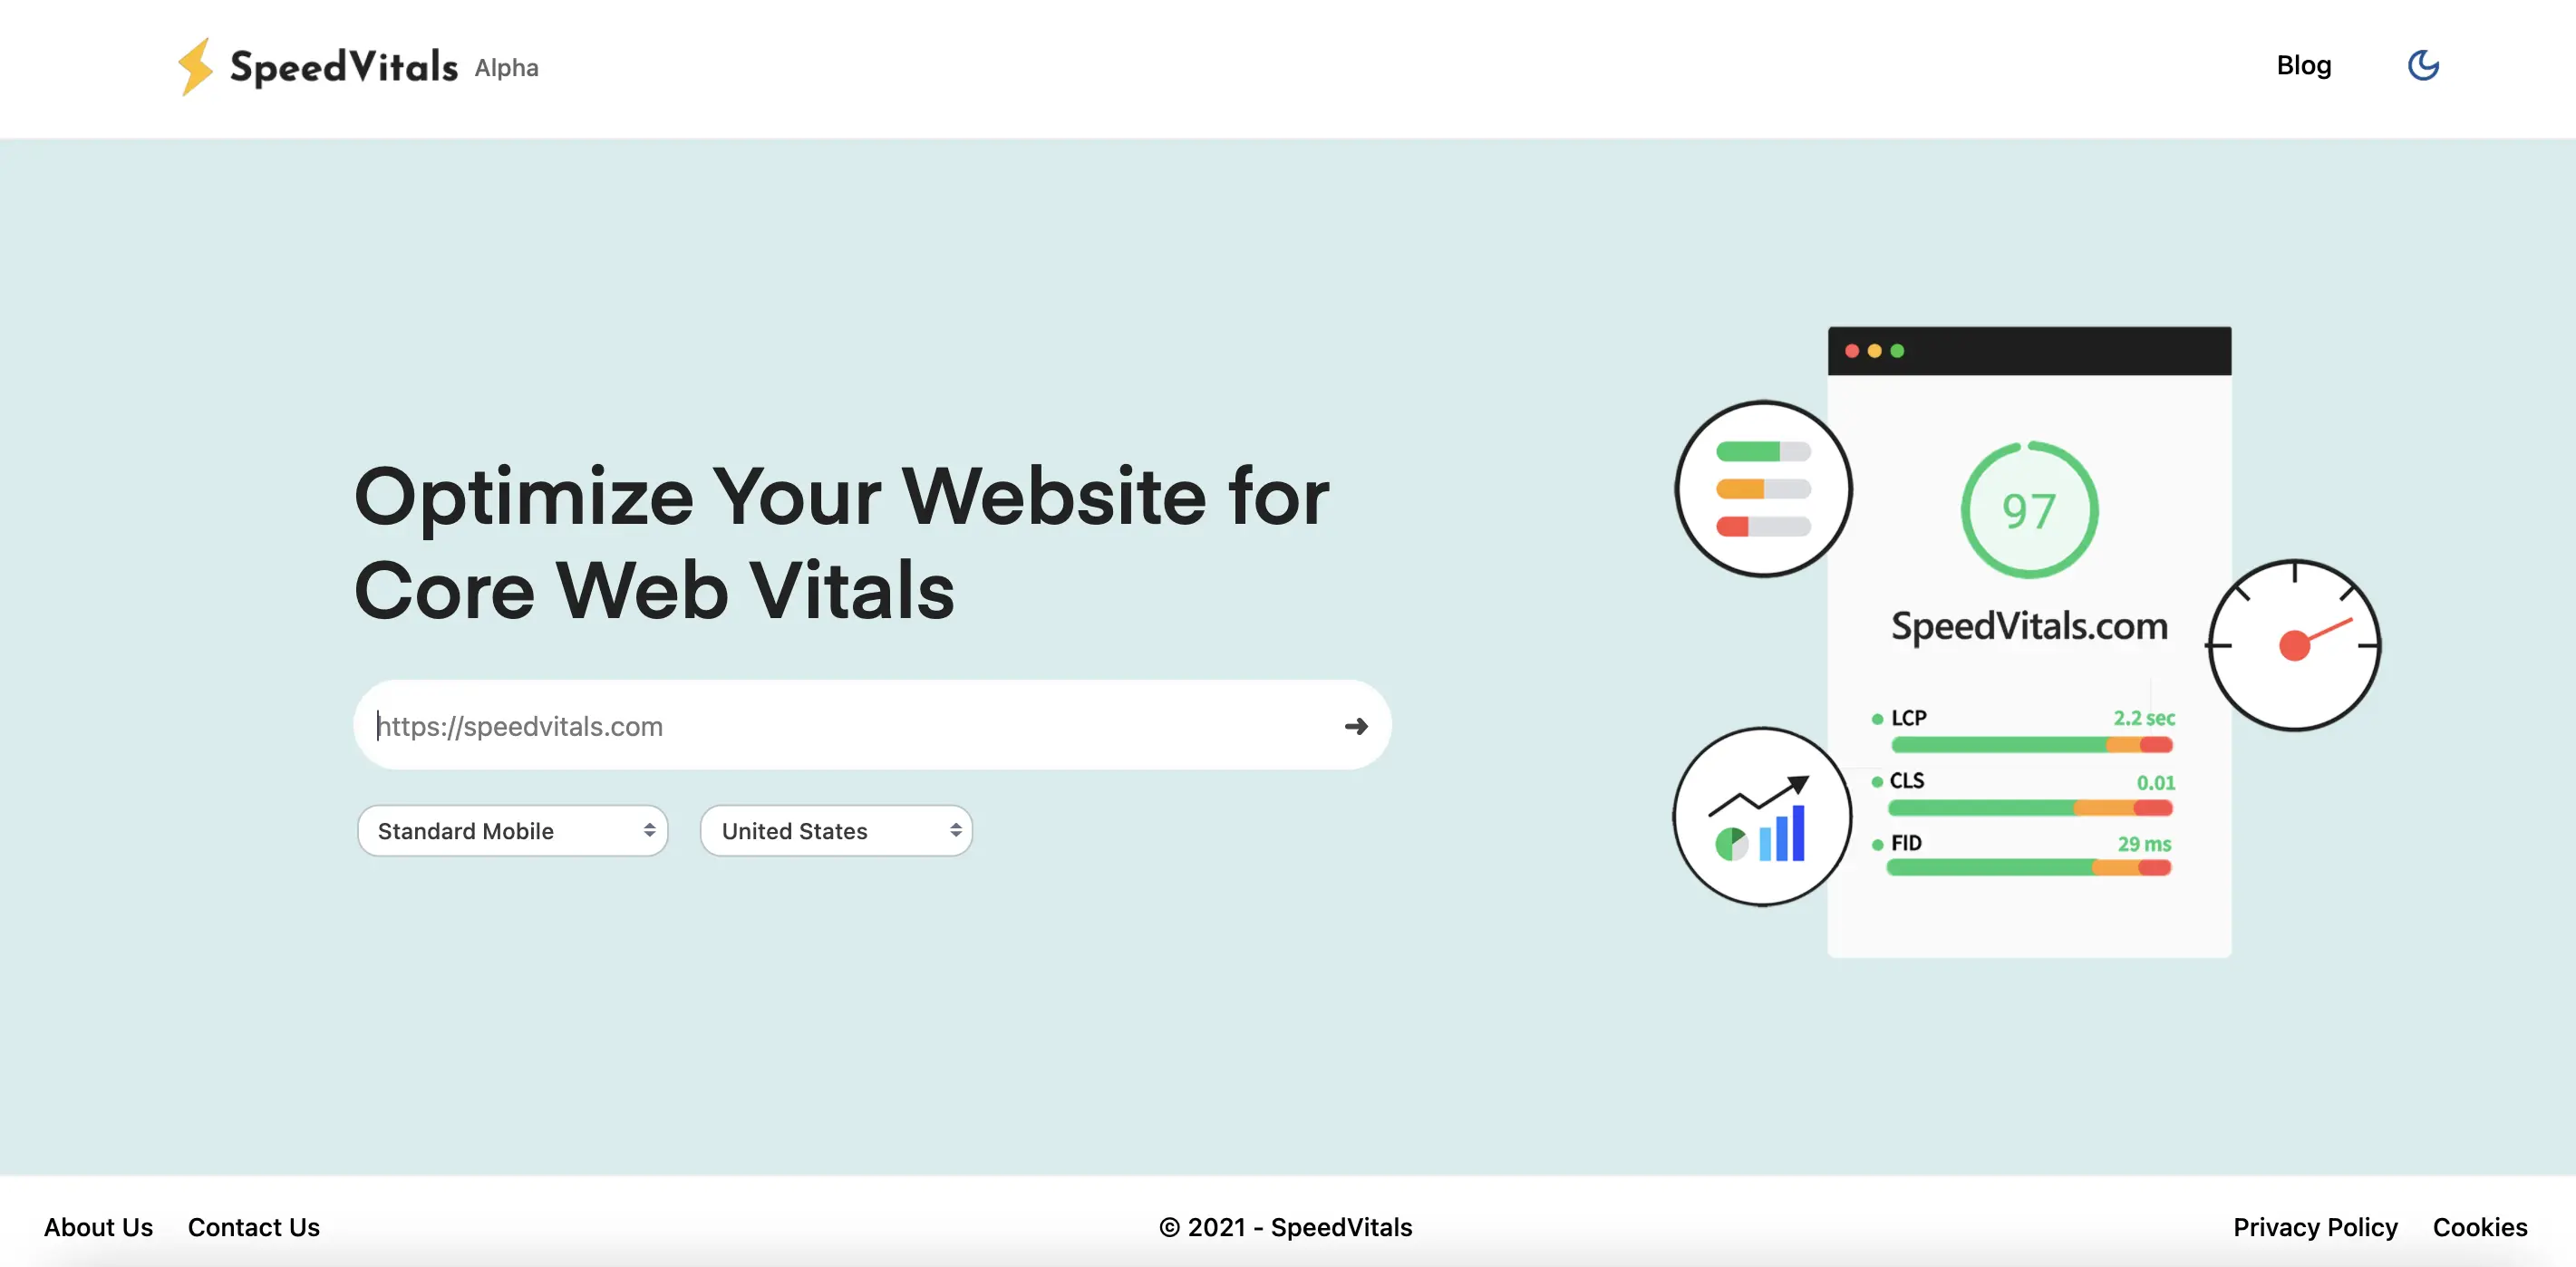 SpeedVitals Alpha
Blog
Optimize Your Website for
Core Web Vitals
https://speedvitals.com
Standard Mobile
United States
97
SpeedVitals.com
LCP 2.2 sec
CLS 0.01
FID 29 ms
About Us
Contact Us
© 2021 - SpeedVitals
Privacy Policy
Cookies